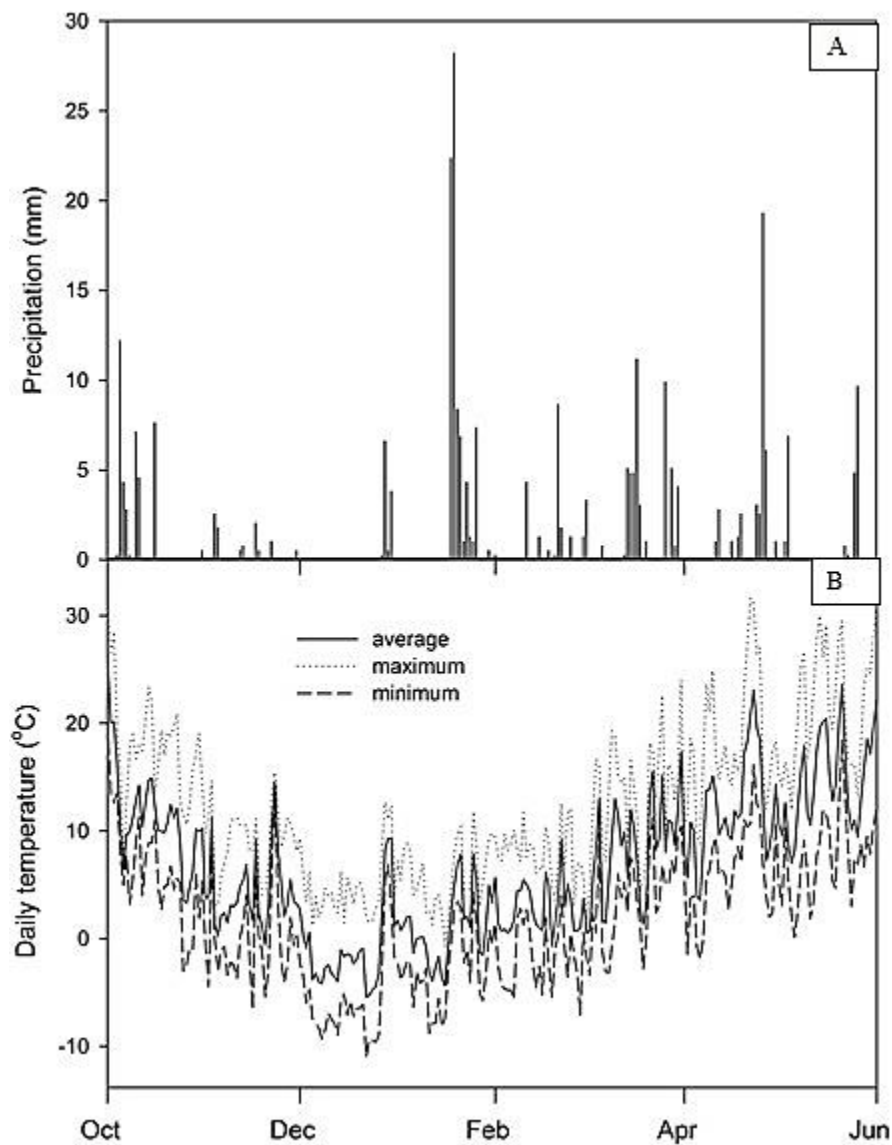 A
Precipitation (mm)
30
25
20
15
10
5
0
B
average
maximum
minimum
Daily temperature (°C)
30
20
10
0
-10
Oct Dec Feb Apr Jun